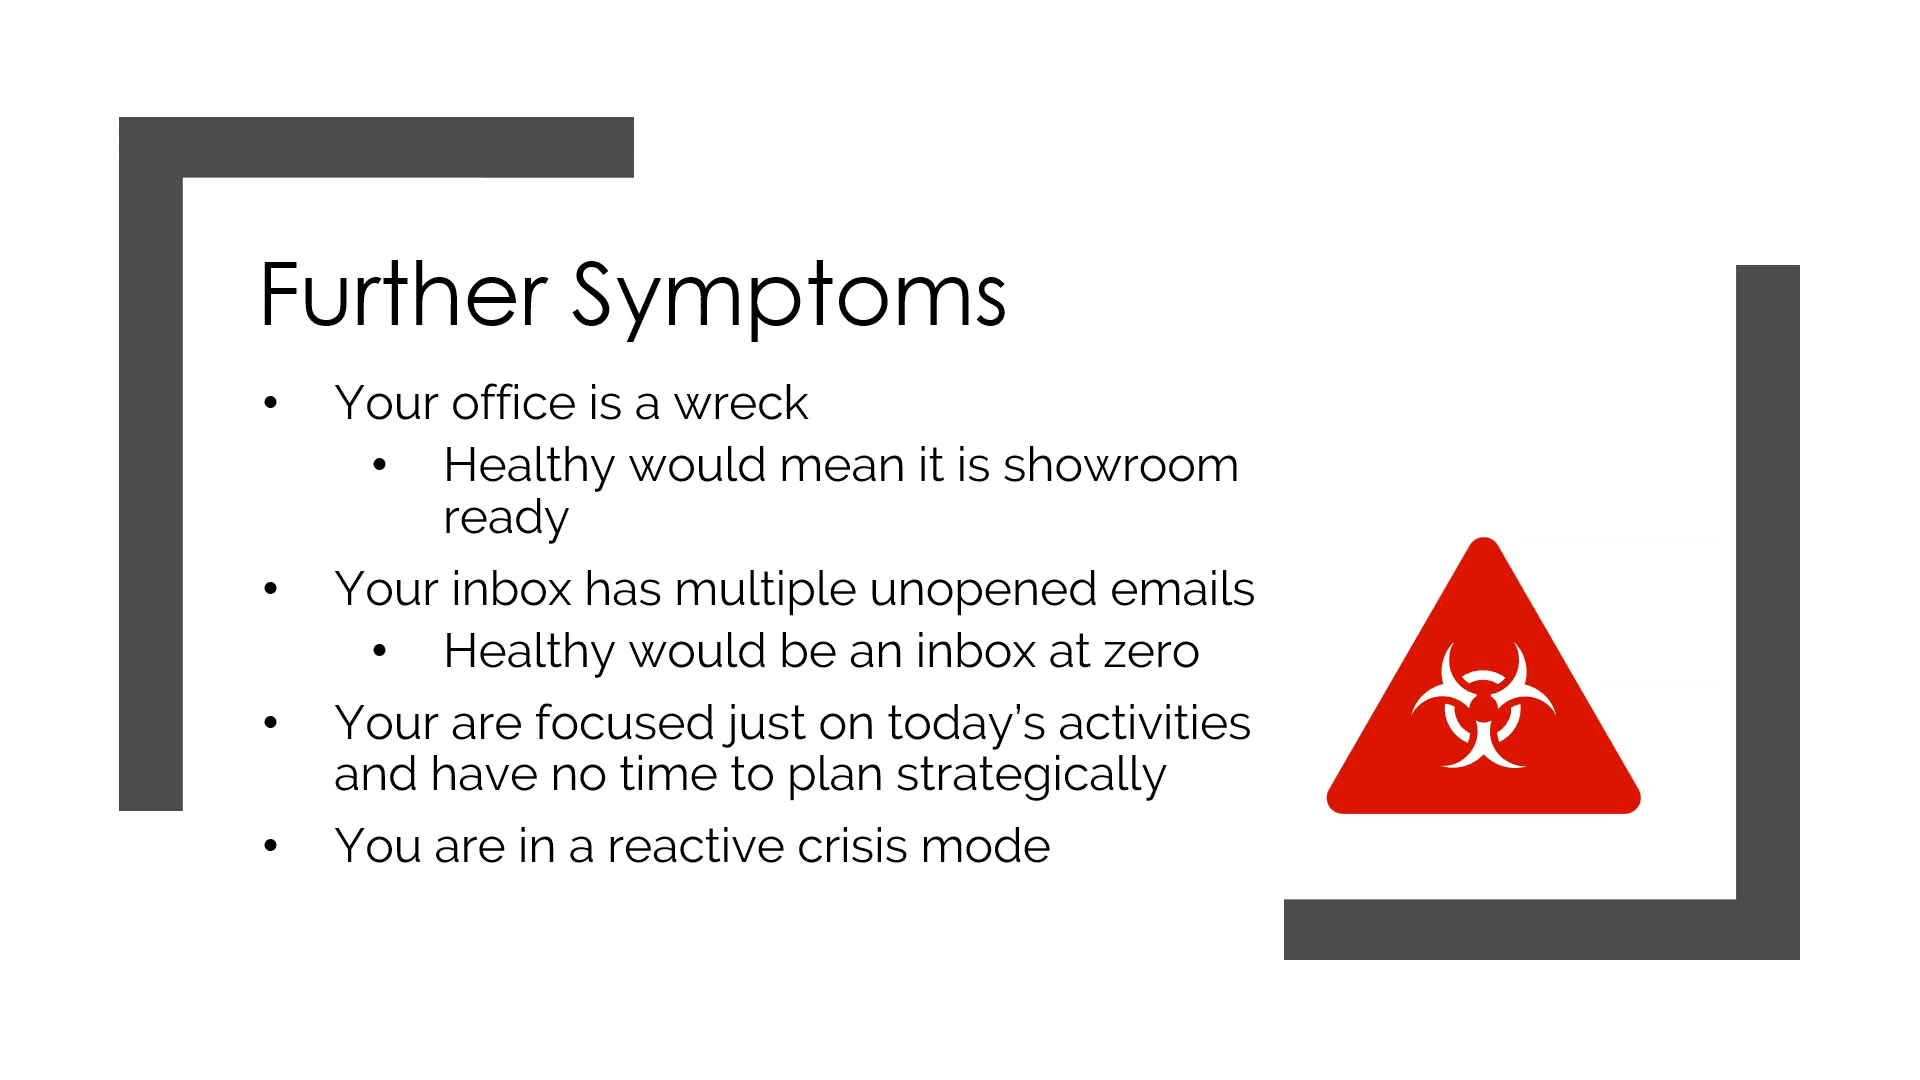 Further Symptoms
• Your office is a wreck
• Healthy would mean it is showroom
ready
• Your inbox has multiple unopened emails
• Healthy would be an inbox at zero
• Your are focused just on today’s activities
and have no time to plan strategically
• You are in a reactive crisis mode